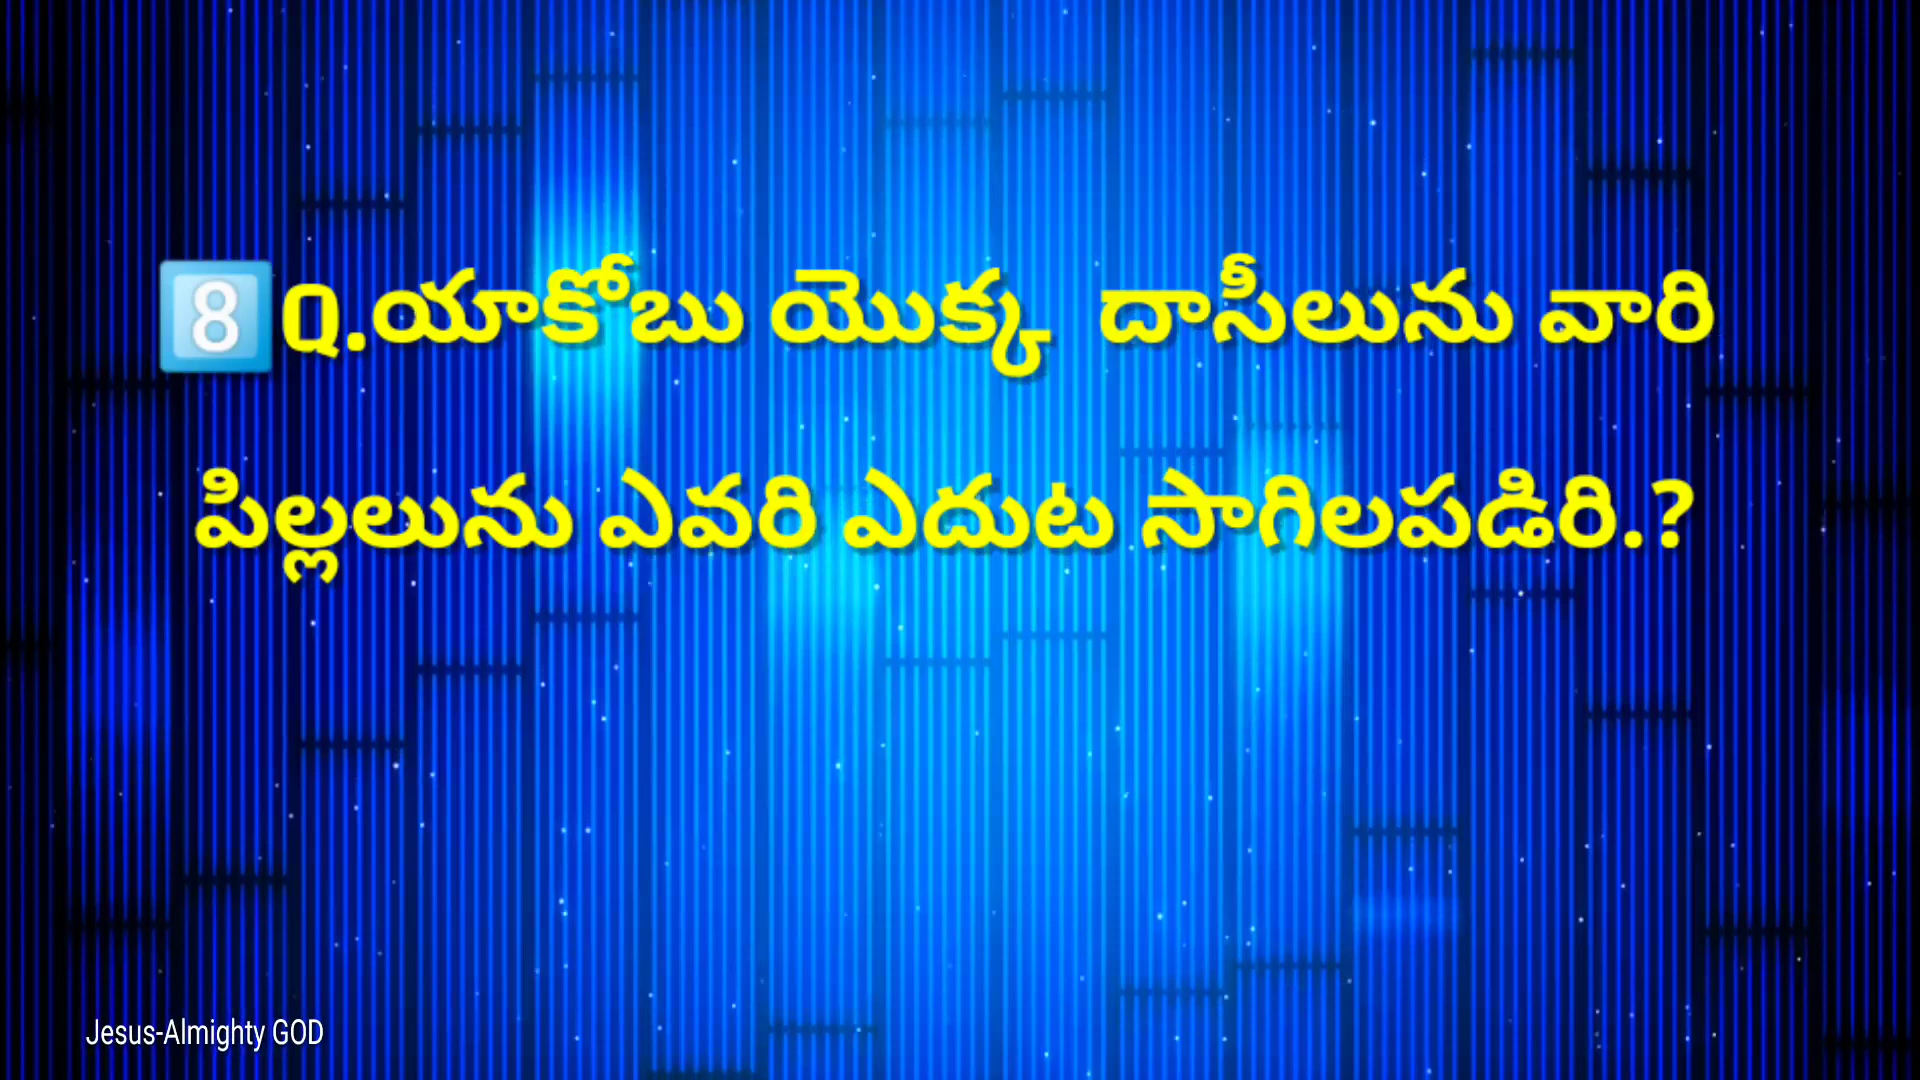 8️⃣Q.యాకోబు యొక్క దాసీలును వారి
పిల్లలును ఎవరి ఎదుట సాగిలపడిరి.?
Jesus-Almighty GOD